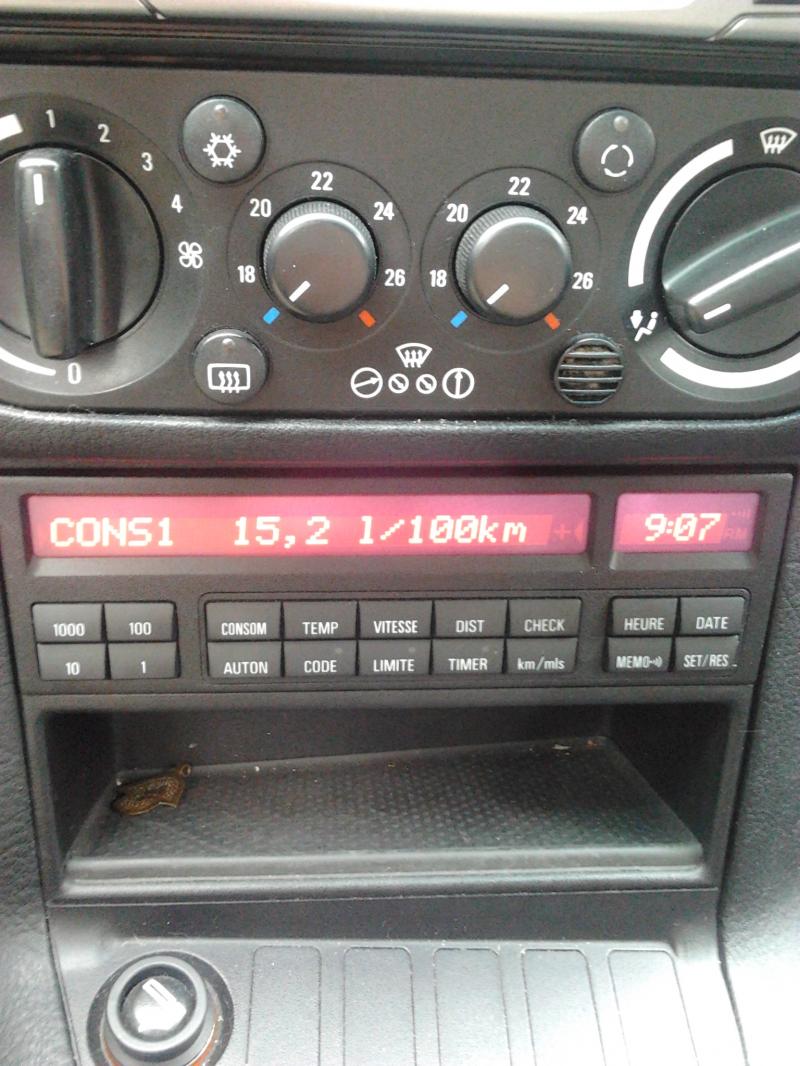 1 2 3 4 0
18 20 22 24 26
18 20 22 24 26
CONS1 15,2 l/100km +
9:07
1000 100 CONSOM TEMP VITESSE DIST CHECK HEURE DATE
10 1 AUTON CODE LIMITE TIMER km/mls MEMO SET/RES